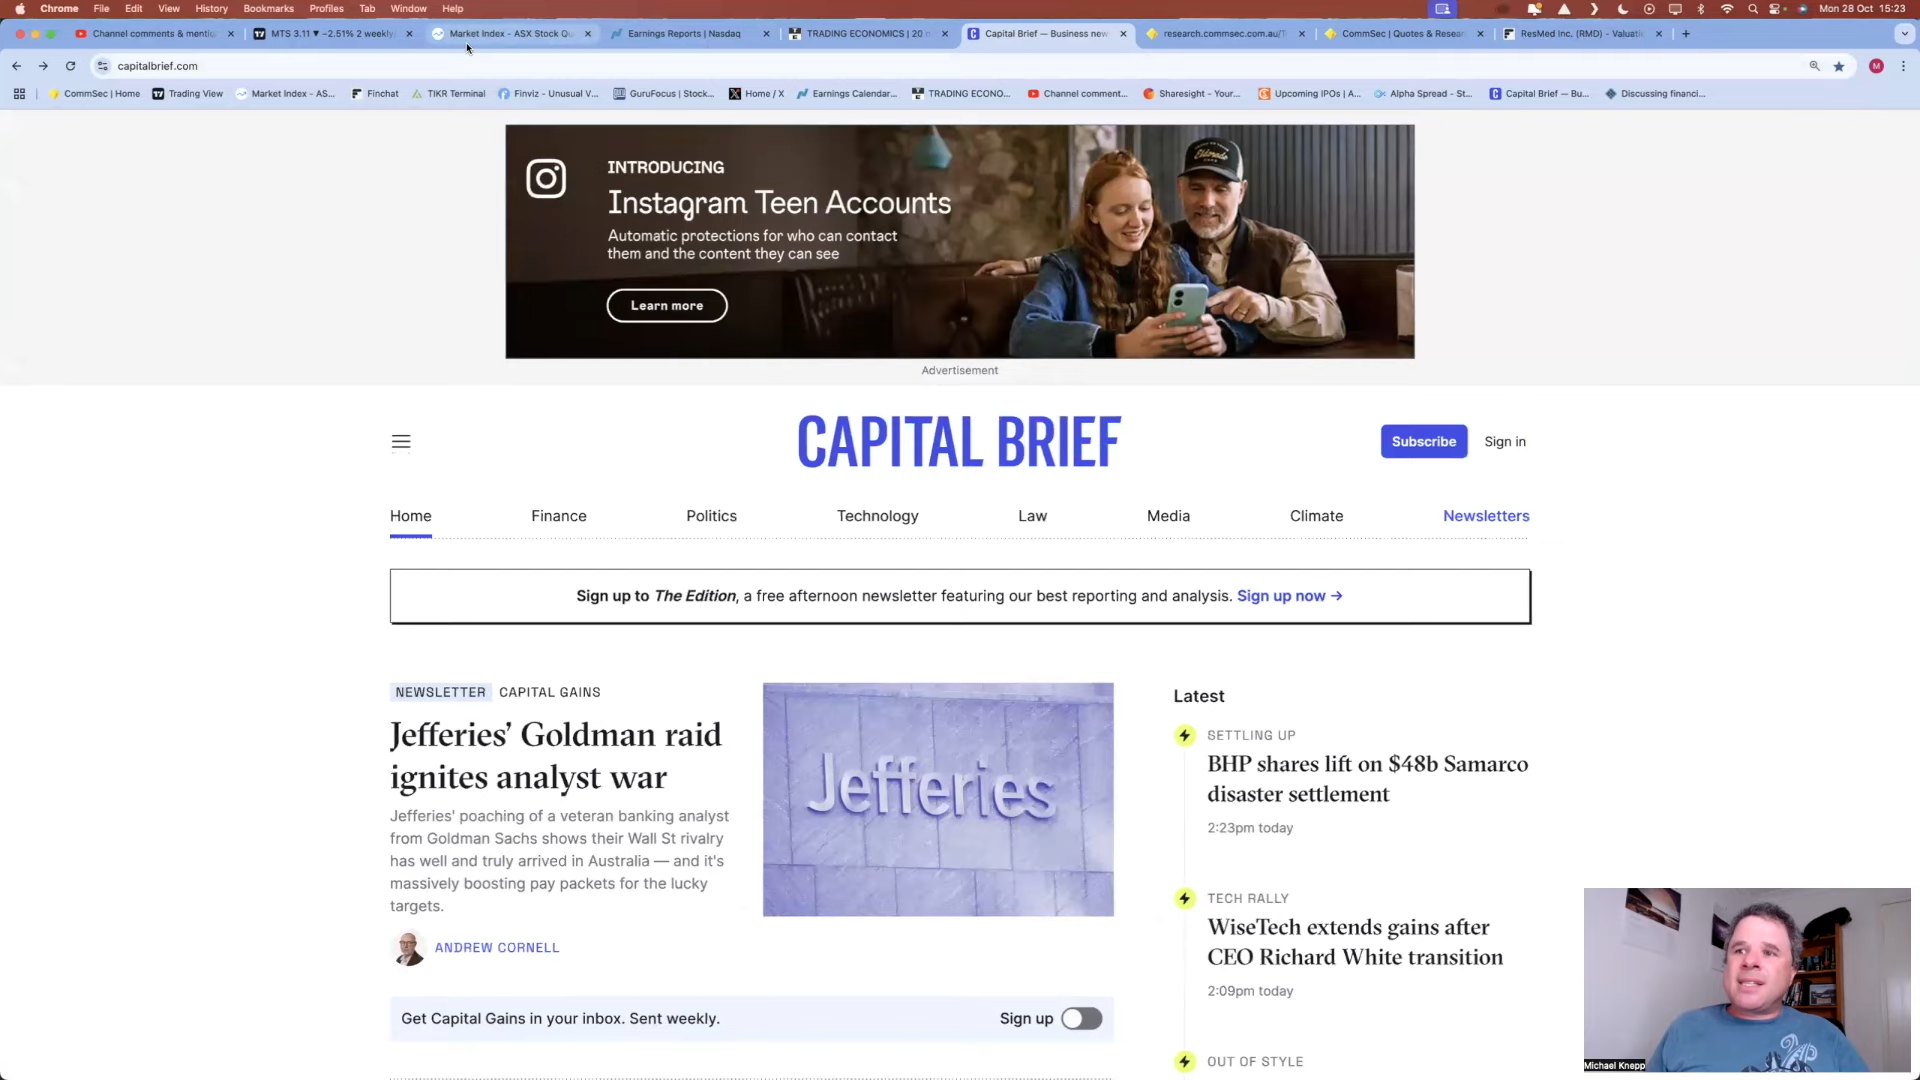 Chrome File Edit View History Bookmarks Profiles Tab Window Help Mon 28 Oct 15:23
Channel comments & menti MTS 3.11 ▼ −2.51% 2 weekly Market Index - ASX Stock Qu Earnings Reports | Nasdaq TRADING ECONOMICS | 20 Capital Brief — Business new research.commsec.com.au/ CommSec | Quotes & Resear ResMed Inc. (RMD) - Valuati
capitalbrief.com M
CommSec | Home Trading View Market Index - AS... Finchat TIKR Terminal Finviz - Unusual V... GuruFocus | Stock... Home / X Earnings Calendar... TRADING ECONO... Channel comment... Sharesight - Your... Upcoming IPOs | A... Alpha Spread - St... Capital Brief — Bu... Discussing financi...
INTRODUCING
Instagram Teen Accounts
Automatic protections for who can contact
them and the content they can see
Learn more
Advertisement
CAPITAL BRIEF
Subscribe Sign in
Home Finance Politics Technology Law Media Climate Newsletters
Sign up to The Edition, a free afternoon newsletter featuring our best reporting and analysis. Sign up now →
NEWSLETTER CAPITAL GAINS
Jefferies’ Goldman raid
ignites analyst war
Jefferies' poaching of a veteran banking analyst
from Goldman Sachs shows their Wall St rivalry
has well and truly arrived in Australia — and it's
massively boosting pay packets for the lucky
targets.
ANDREW CORNELL
Get Capital Gains in your inbox. Sent weekly. Sign up
Jefferies
Latest
SETTLING UP
BHP shares lift on $48b Samarco
disaster settlement
2:23pm today
TECH RALLY
WiseTech extends gains after
CEO Richard White transition
2:09pm today
OUT OF STYLE
Michael Knepp